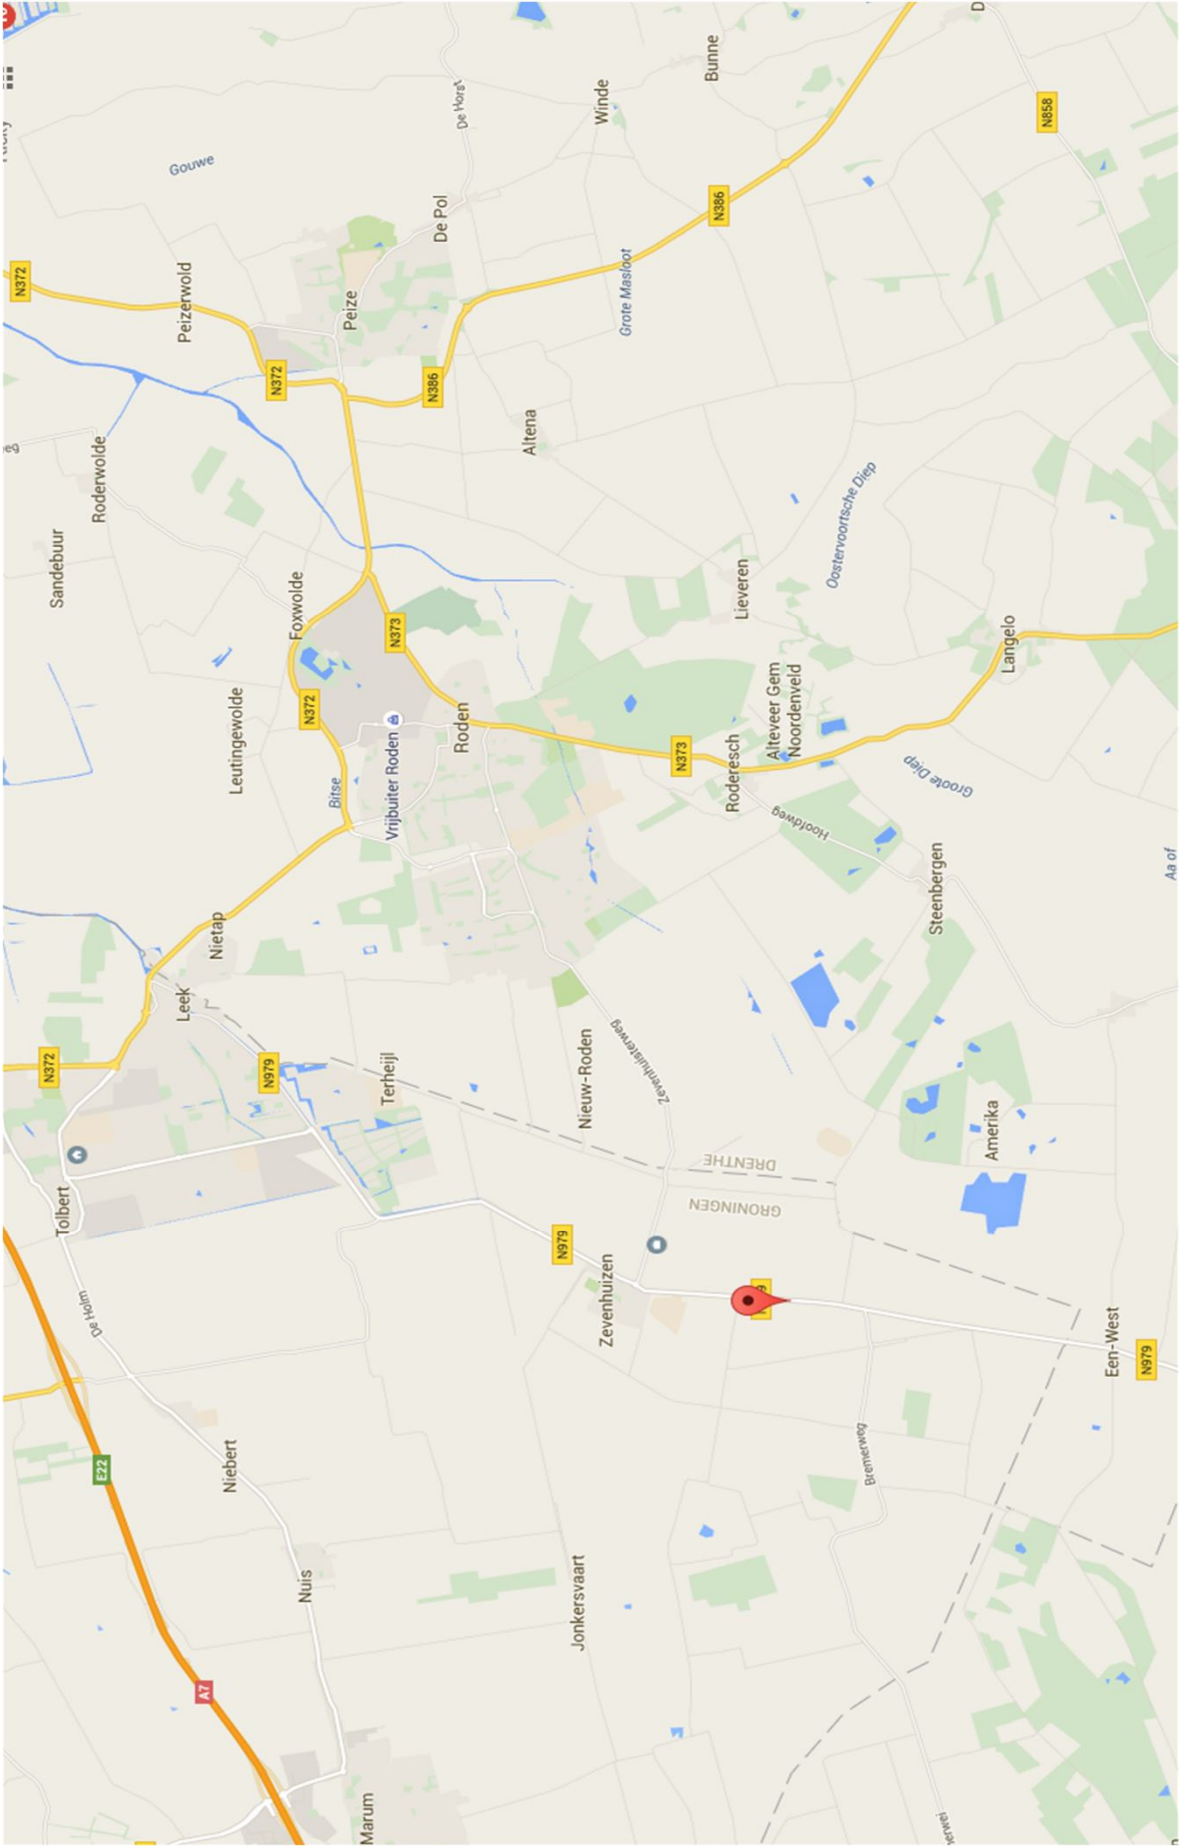 Gouwe
De Horst
Winde
Bunne
N858
De Pol
N386
Grote Masloot
N372
Peizerwold
Peize
N372
N386
Altena
Roderwolde
Sandebuur
Oostervoortsche Diep
Foxwolde
N373
Lieveren
Langelo
N372
Leutingewolde
Roden
Vrijbuiter Roden
Bitse
N373
Alteveer Gem
Noordenveld
Roderesch
Groote Diep
Hoofdweg
Steenbergen
Aa of
Nietap
Leek
N372
N979
Terheijl
Nieuw-Roden
Zevenhuisterweg
Amerika
DRENTHE
GRONINGEN
Tolbert
N979
Zevenhuizen
De Holm
Een-West
N979
E22
Niebert
Bremerweg
Nuis
Jonkersvaart
A7
Marum